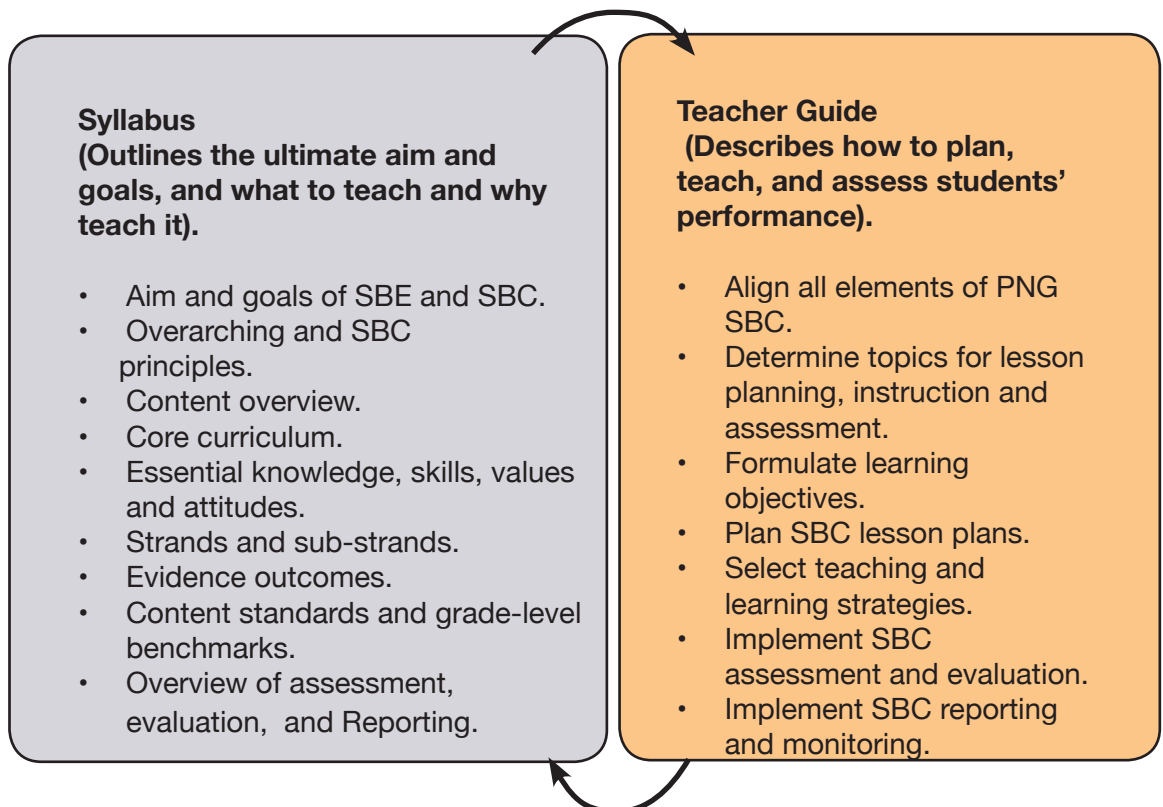 Syllabus
(Outlines the ultimate aim and
goals, and what to teach and why
teach it).
• Aim and goals of SBE and SBC.
• Overarching and SBC
principles.
• Content overview.
• Core curriculum.
• Essential knowledge, skills, values
and attitudes.
• Strands and sub-strands.
• Evidence outcomes.
• Content standards and grade-level
benchmarks.
• Overview of assessment,
evaluation, and Reporting.
Teacher Guide
(Describes how to plan,
teach, and assess students’
performance).
• Align all elements of PNG
SBC.
• Determine topics for lesson
planning, instruction and
assessment.
• Formulate learning
objectives.
• Plan SBC lesson plans.
• Select teaching and
learning strategies.
• Implement SBC
assessment and evaluation.
• Implement SBC reporting
and monitoring.